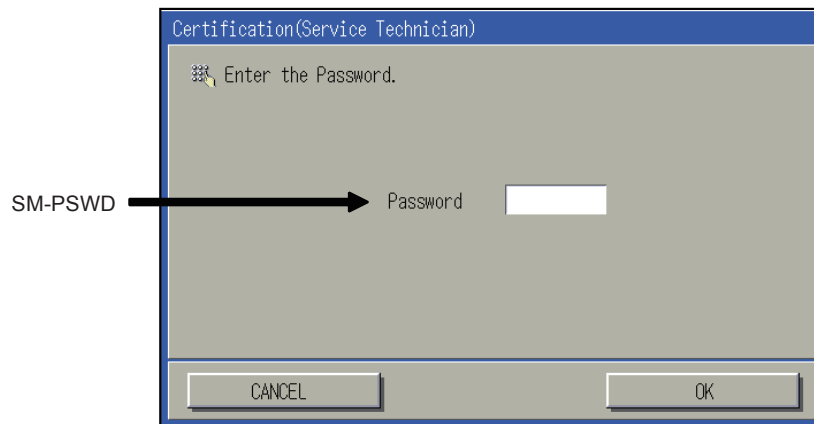 Certification(Service Technician)
Enter the Password.
SM-PSWD
Password
CANCEL
OK